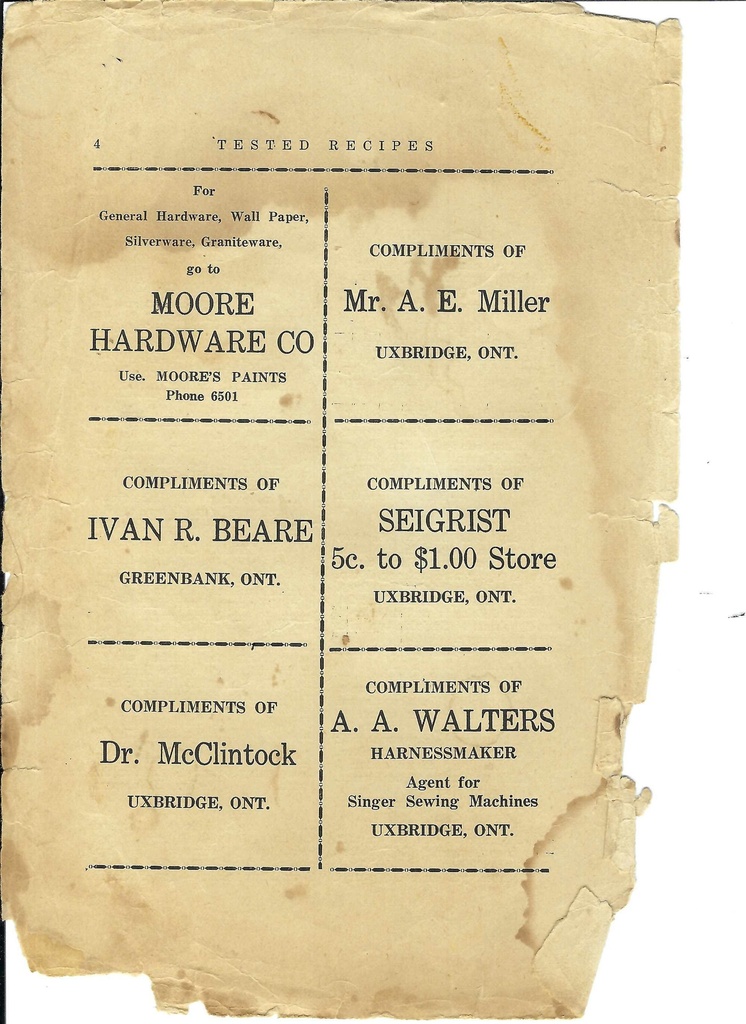 4 TESTED RECIPES
For
General Hardware, Wall Paper,
Silverware, Graniteware,
go to
MOORE
HARDWARE CO
Use. MOORE'S PAINTS
Phone 6501
COMPLIMENTS OF
Mr. A. E. Miller
UXBRIDGE, ONT.
COMPLIMENTS OF
IVAN R. BEARE
GREENBANK, ONT.
COMPLIMENTS OF
SEIGRIST
5c. to $1.00 Store
UXBRIDGE, ONT.
COMPLIMENTS OF
Dr. McClintock
UXBRIDGE, ONT.
COMPLIMENTS OF
A. A. WALTERS
HARNESSMAKER
Agent for
Singer Sewing Machines
UXBRIDGE, ONT.